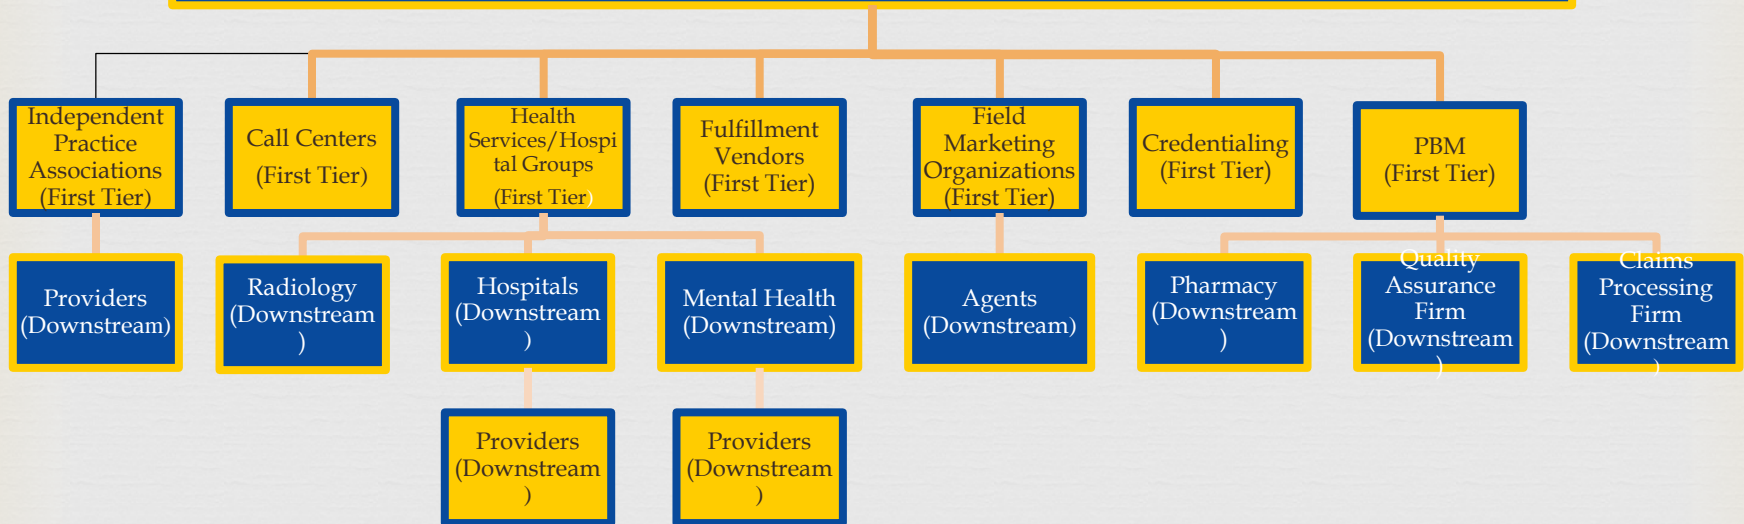 Independent
Practice
Associations
(First Tier)
Call Centers
(First Tier)
Health
Services/Hospi
tal Groups
(First Tier)
Fulfillment
Vendors
(First Tier)
Field
Marketing
Organizations
(First Tier)
Credentialing
(First Tier)
PBM
(First Tier)
Providers
(Downstream)
Radiology
(Downstream
)
Hospitals
(Downstream
)
Mental Health
(Downstream)
Agents
(Downstream)
Pharmacy
(Downstream
)
Quality
Assurance
Firm
(Downstream
)
Claims
Processing
Firm
(Downstream
)
Providers
(Downstream
)
Providers
(Downstream
)